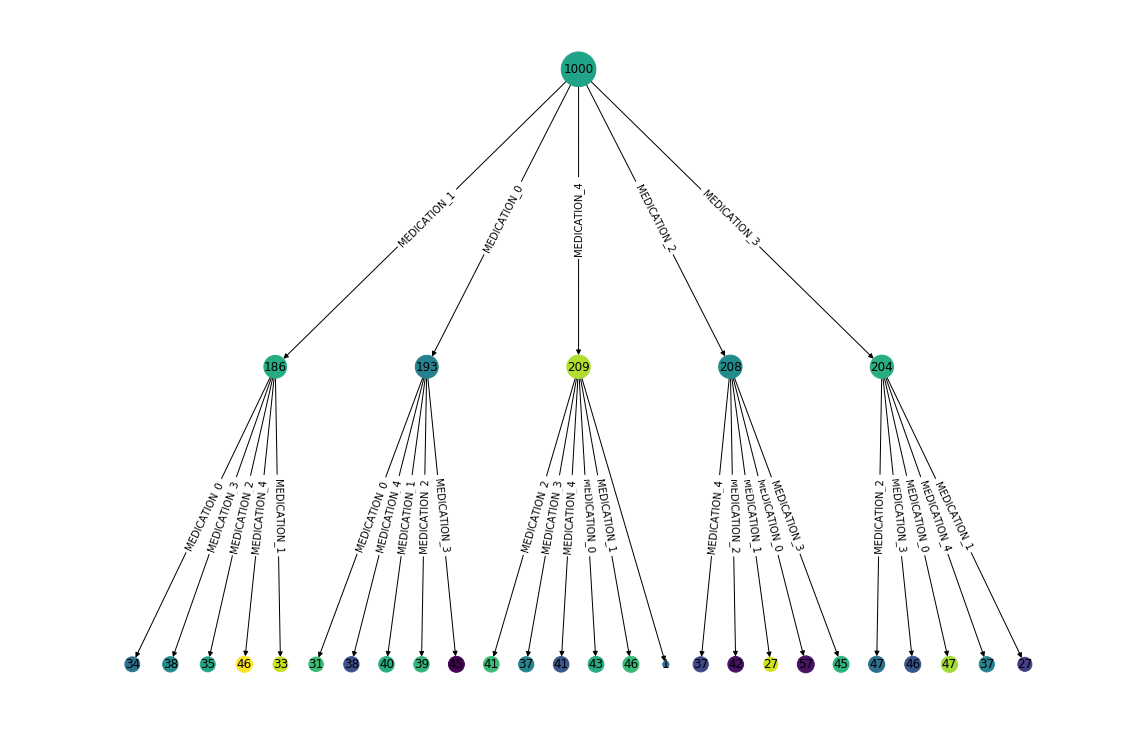 1000
MEDICATION_1
MEDICATION_0
MEDICATION_4
MEDICATION_2
MEDICATION_3
186
193
209
208
204
MEDICATION_0
MEDICATION_3
MEDICATION_2
MEDICATION_4
MEDICATION_1
MEDICATION_0
MEDICATION_4
MEDICATION_1
MEDICATION_2
MEDICATION_3
MEDICATION_2
MEDICATION_3
MEDICATION_4
MEDICATION_0
MEDICATION_1
MEDICATION_4
MEDICATION_2
MEDICATION_1
MEDICATION_0
MEDICATION_3
MEDICATION_2
MEDICATION_3
MEDICATION_0
MEDICATION_4
MEDICATION_1
34
38
35
46
33
31
38
40
39
45
41
37
41
43
46
1
37
42
27
57
45
47
46
47
37
27